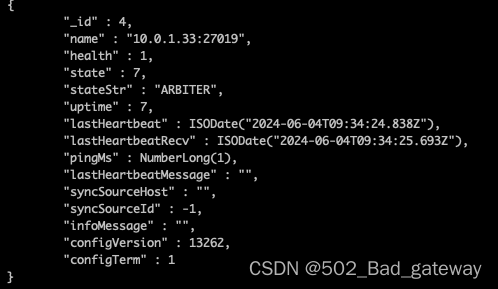 {
"_id" : 4,
"name" : "10.0.1.33:27019",
"health" : 1,
"state" : 7,
"stateStr" : "ARBITER",
"uptime" : 7,
"lastHeartbeat" : ISODate("2024-06-04T09:34:24.838Z"),
"lastHeartbeatRecv" : ISODate("2024-06-04T09:34:25.693Z"),
"pingMs" : NumberLong(1),
"lastHeartbeatMessage" : "",
"syncSourceHost" : "",
"syncSourceId" : -1,
"infoMessage" : "",
"configVersion" : 13262,
"configTerm" : 1
}
CSDN @502_Bad_gateway